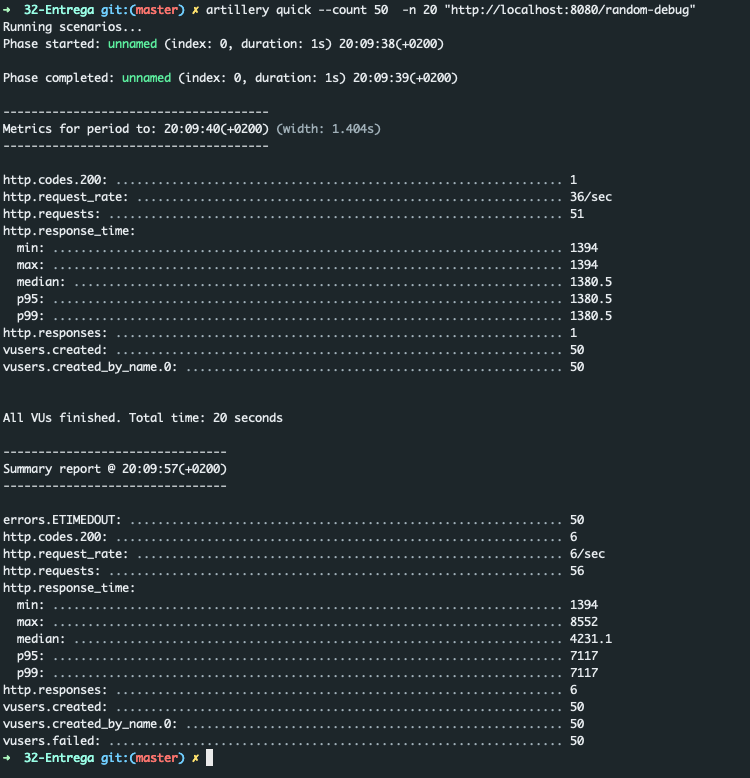 ➜  32-Entrega git:(master) ✗ artillery quick --count 50  -n 20 "http://localhost:8080/random-debug"
Running scenarios...
Phase started: unnamed (index: 0, duration: 1s) 20:09:38(+0200)

Phase completed: unnamed (index: 0, duration: 1s) 20:09:39(+0200)

--------------------------------------
Metrics for period to: 20:09:40(+0200) (width: 1.404s)
--------------------------------------

http.codes.200: ................................................................ 1
http.request_rate: ............................................................. 36/sec
http.requests: ................................................................. 51
http.response_time:
  min: ......................................................................... 1394
  max: ......................................................................... 1394
  median: ...................................................................... 1380.5
  p95: ......................................................................... 1380.5
  p99: ......................................................................... 1380.5
http.responses: ................................................................ 1
vusers.created: ................................................................ 50
vusers.created_by_name.0: ...................................................... 50


All VUs finished. Total time: 20 seconds

--------------------------------
Summary report @ 20:09:57(+0200)
--------------------------------

errors.ETIMEDOUT: .............................................................. 50
http.codes.200: ................................................................ 6
http.request_rate: ............................................................. 6/sec
http.requests: ................................................................. 56
http.response_time:
  min: ......................................................................... 1394
  max: ......................................................................... 8552
  median: ...................................................................... 4231.1
  p95: ......................................................................... 7117
  p99: ......................................................................... 7117
http.responses: ................................................................ 6
vusers.created: ................................................................ 50
vusers.created_by_name.0: ...................................................... 50
vusers.failed: ................................................................. 50
➜  32-Entrega git:(master) ✗